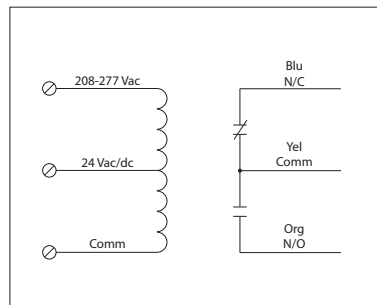 208-277 Vac
24 Vac/dc
Comm
Blu
N/C
Yel
Comm
Org
N/O